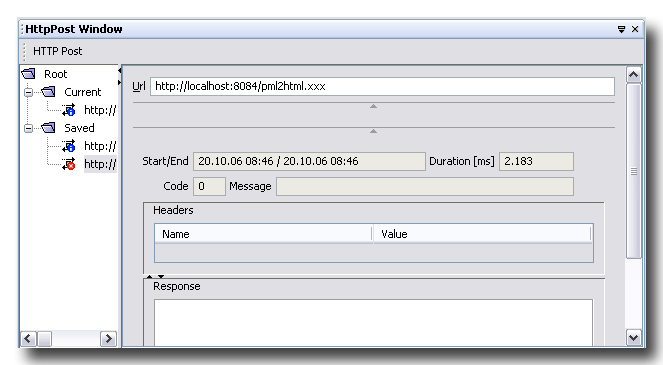 HttpPost Window
HTTP Post
Root
Current
http://
Saved
http://
http://
Url http://localhost:8084/pml2html.xxx
Start/End 20.10.06 08:46 / 20.10.06 08:46 Duration [ms] 2.183
Code 0 Message
Headers
Name Value
Response